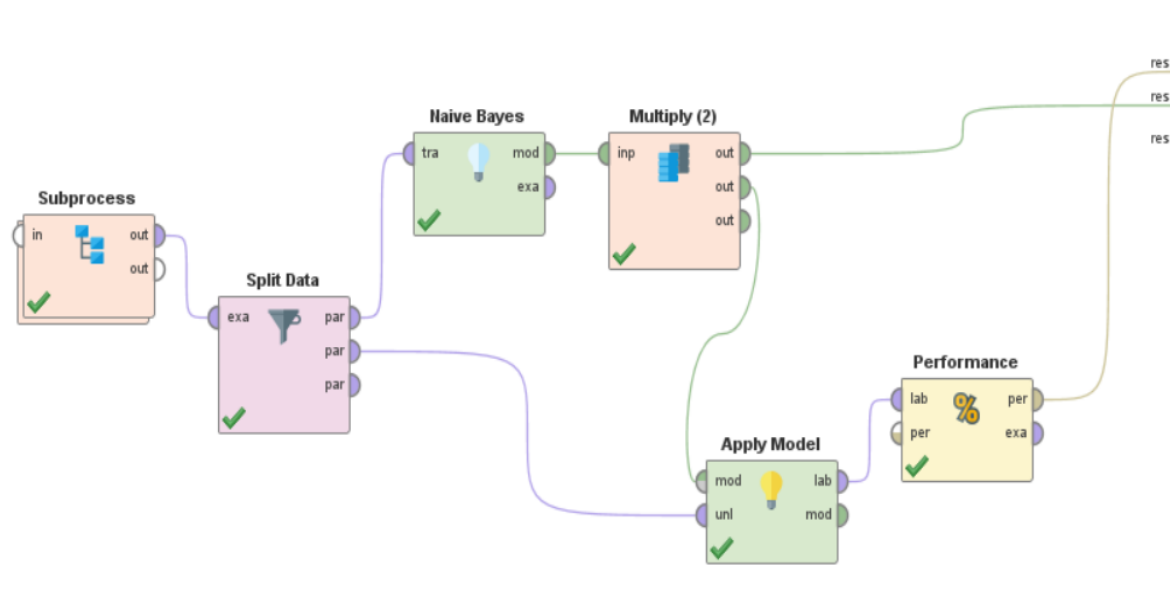 res
res
res
Naive Bayes
tra mod
exa
Multiply (2)
inp out
out
out
Subprocess
in out
out
Split Data
exa par
par
par
Performance
lab per
per exa
Apply Model
mod lab
unl mod